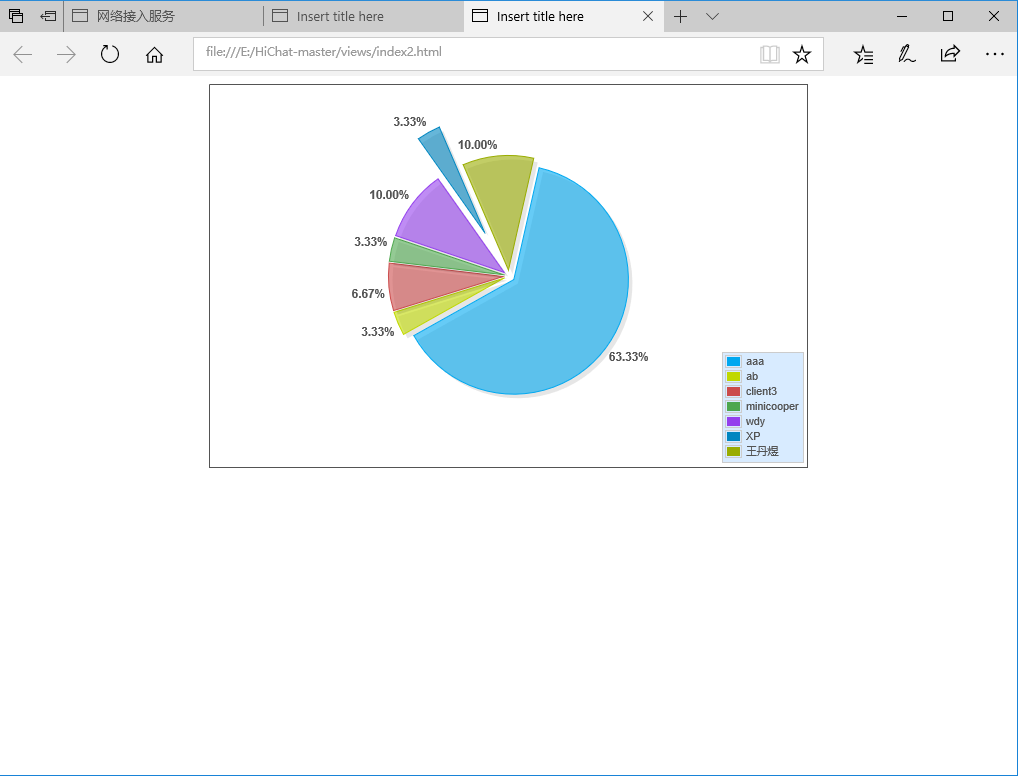 网络接入服务
Insert title here
Insert title here
file:///E:/HiChat-master/views/index2.html
3.33%
10.00%
10.00%
3.33%
6.67%
3.33%
63.33%
aaa
ab
client3
minicooper
wdy
XP
王丹煜